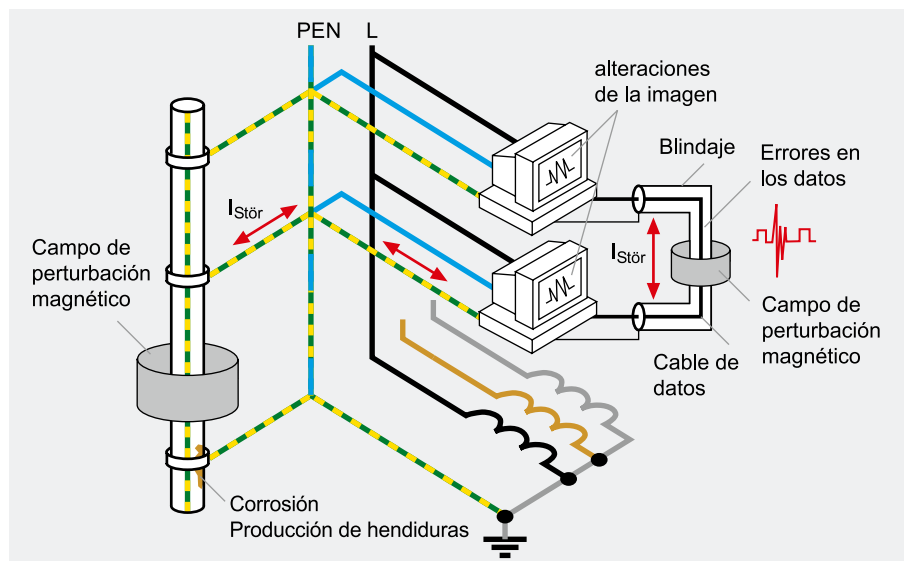 PEN
L
alteraciones
de la imagen
Blindaje
Errores en
los datos
IStör
Campo de
perturbación
magnético
IStör
Campo de
perturbación
magnético
Cable de
datos
Corrosión
Producción de hendiduras